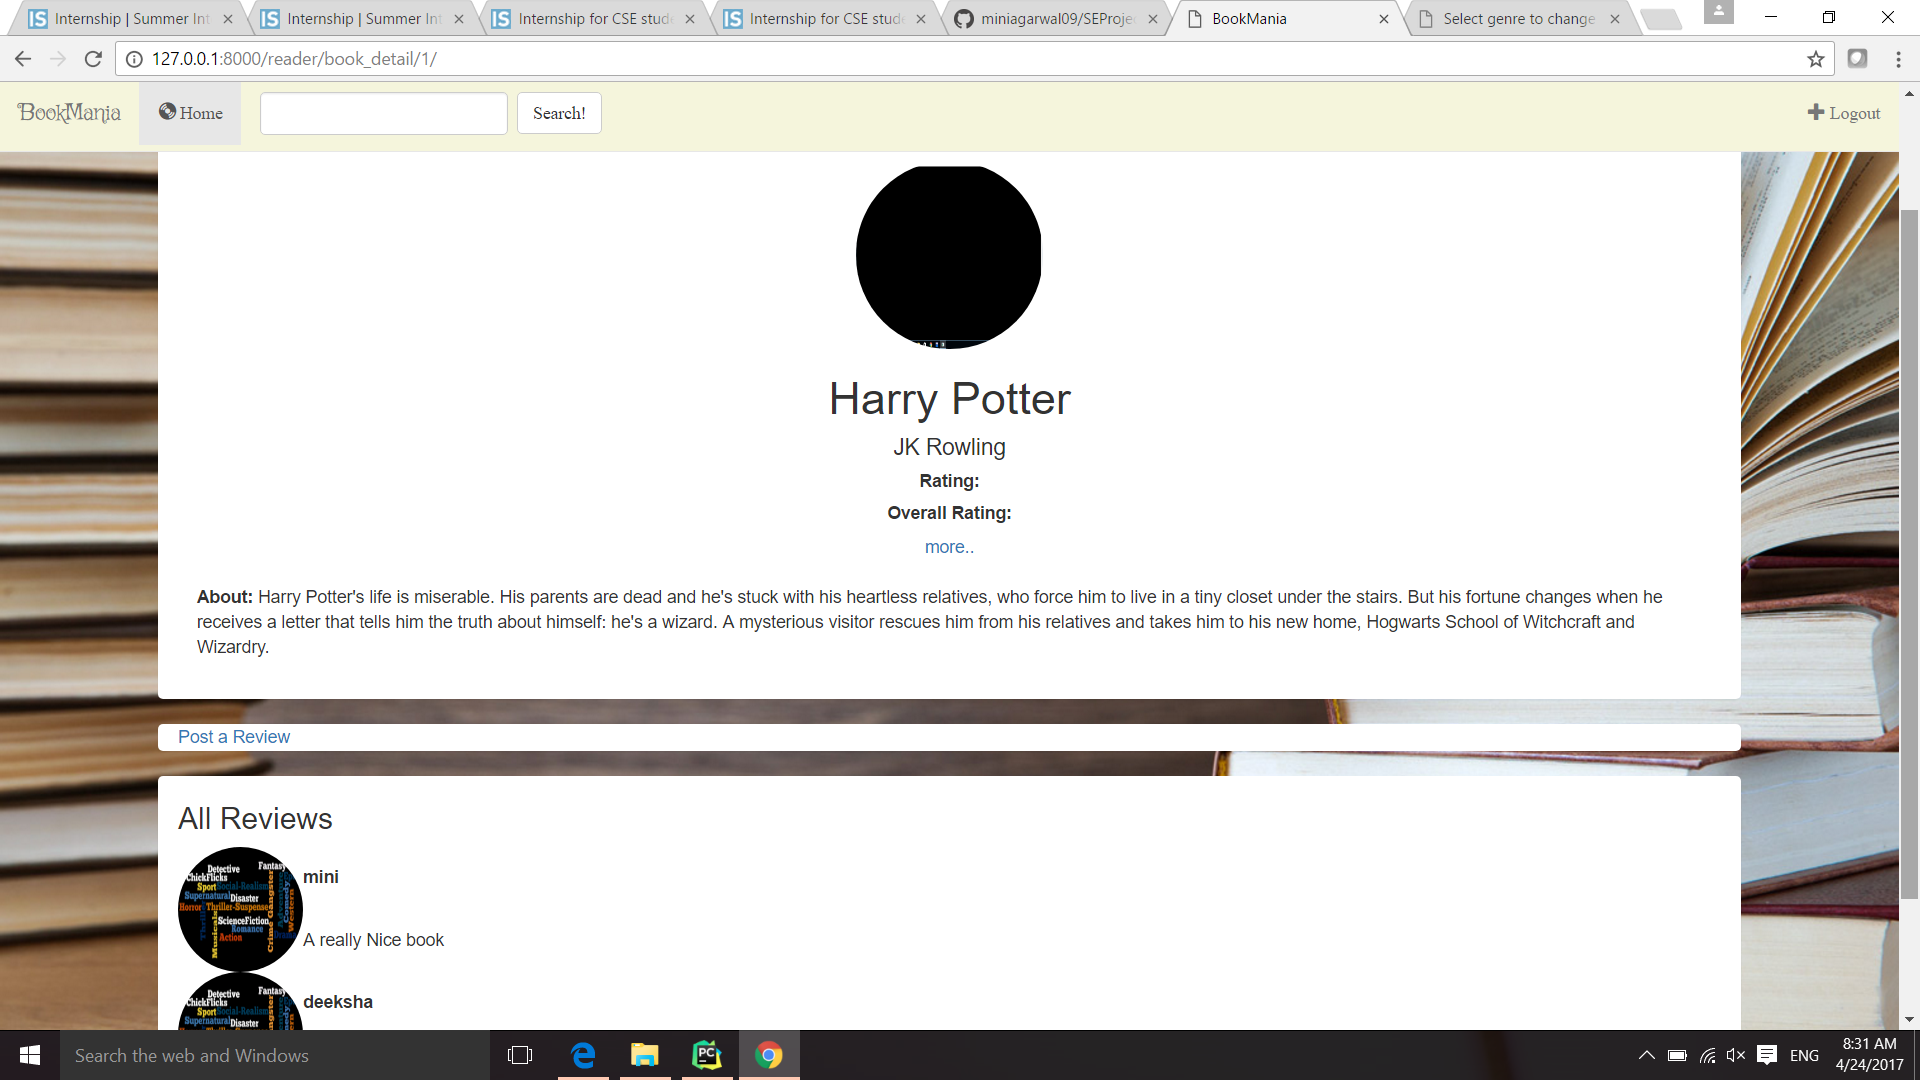 Internship | Summer Int
Internship | Summer Int
Internship for CSE stude
Internship for CSE stude
miniagarwal09/SEProjec
BookMania
Select genre to change
127.0.0.1:8000/reader/book_detail/1/
BookMania
Home
Search!
Logout
Harry Potter
JK Rowling
Rating:
Overall Rating:
more..
About: Harry Potter's life is miserable. His parents are dead and he's stuck with his heartless relatives, who force him to live in a tiny closet under the stairs. But his fortune changes when he
receives a letter that tells him the truth about himself: he's a wizard. A mysterious visitor rescues him from his relatives and takes him to his new home, Hogwarts School of Witchcraft and
Wizardry.
Post a Review
All Reviews
Detective Fantasy
ChickFlicks
Sport Social-Realism
Supernatural Disaster
Horror Thriller-Suspense
ScienceFiction
Romance
Action
Musicals
Crime Gangster
Comedy
Western
mini
A really Nice book
Detective Fantasy
ChickFlicks
Sport Social-Realism
Supernatural Disaster
deeksha
Search the web and Windows
PC
ENG
8:31 AM
4/24/2017